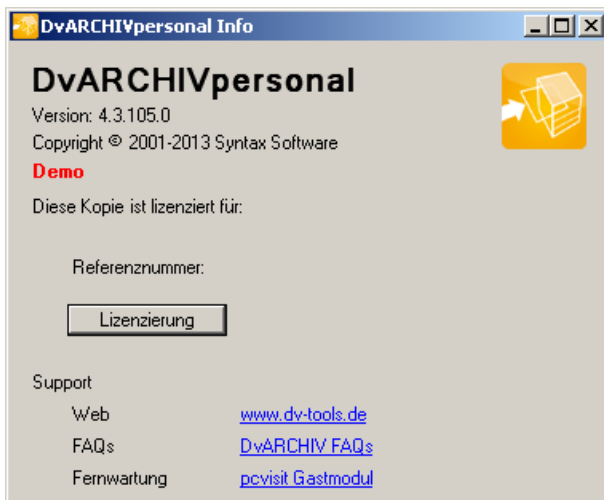 DvARCHIVpersonal Info
DvARCHIVpersonal
Version: 4.3.105.0
Copyright © 2001-2013 Syntax Software
Demo
Diese Kopie ist lizenziert für:
Referenznummer:
Lizenzierung
Support
Web www.dv-tools.de
FAQs DvARCHIV FAQs
Fernwartung pcvisit Gastmodul